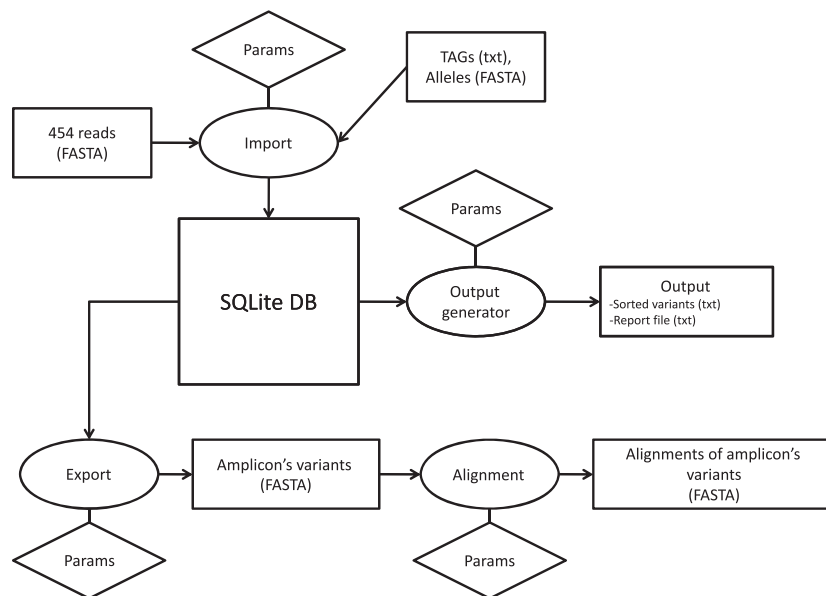 Params
TAGs (txt),
Alleles (FASTA)
454 reads
(FASTA)
Import
Params
SQLite DB
Output
generator
Output
-Sorted variants (txt)
-Report file (txt)
Export
Amplicon’s variants
(FASTA)
Alignment
Alignments of amplicon’s
variants
(FASTA)
Params
Params